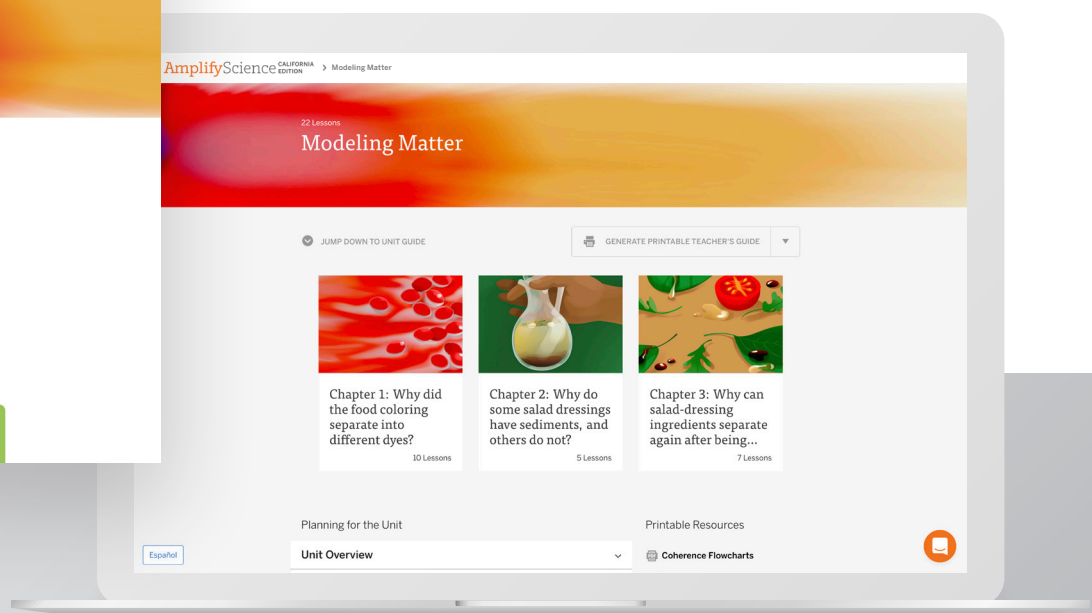 AmplifyScience CALIFORNIA EDITION > Modeling Matter
22 Lessons
Modeling Matter
JUMP DOWN TO UNIT GUIDE
GENERATE PRINTABLE TEACHER'S GUIDE
Chapter 1: Why did
the food coloring
separate into
different dyes?
10 Lessons
Chapter 2: Why do
some salad dressings
have sediments, and
others do not?
5 Lessons
Chapter 3: Why can
salad-dressing
ingredients separate
again after being...
7 Lessons
Planning for the Unit
Printable Resources
Español
Unit Overview
Coherence Flowcharts